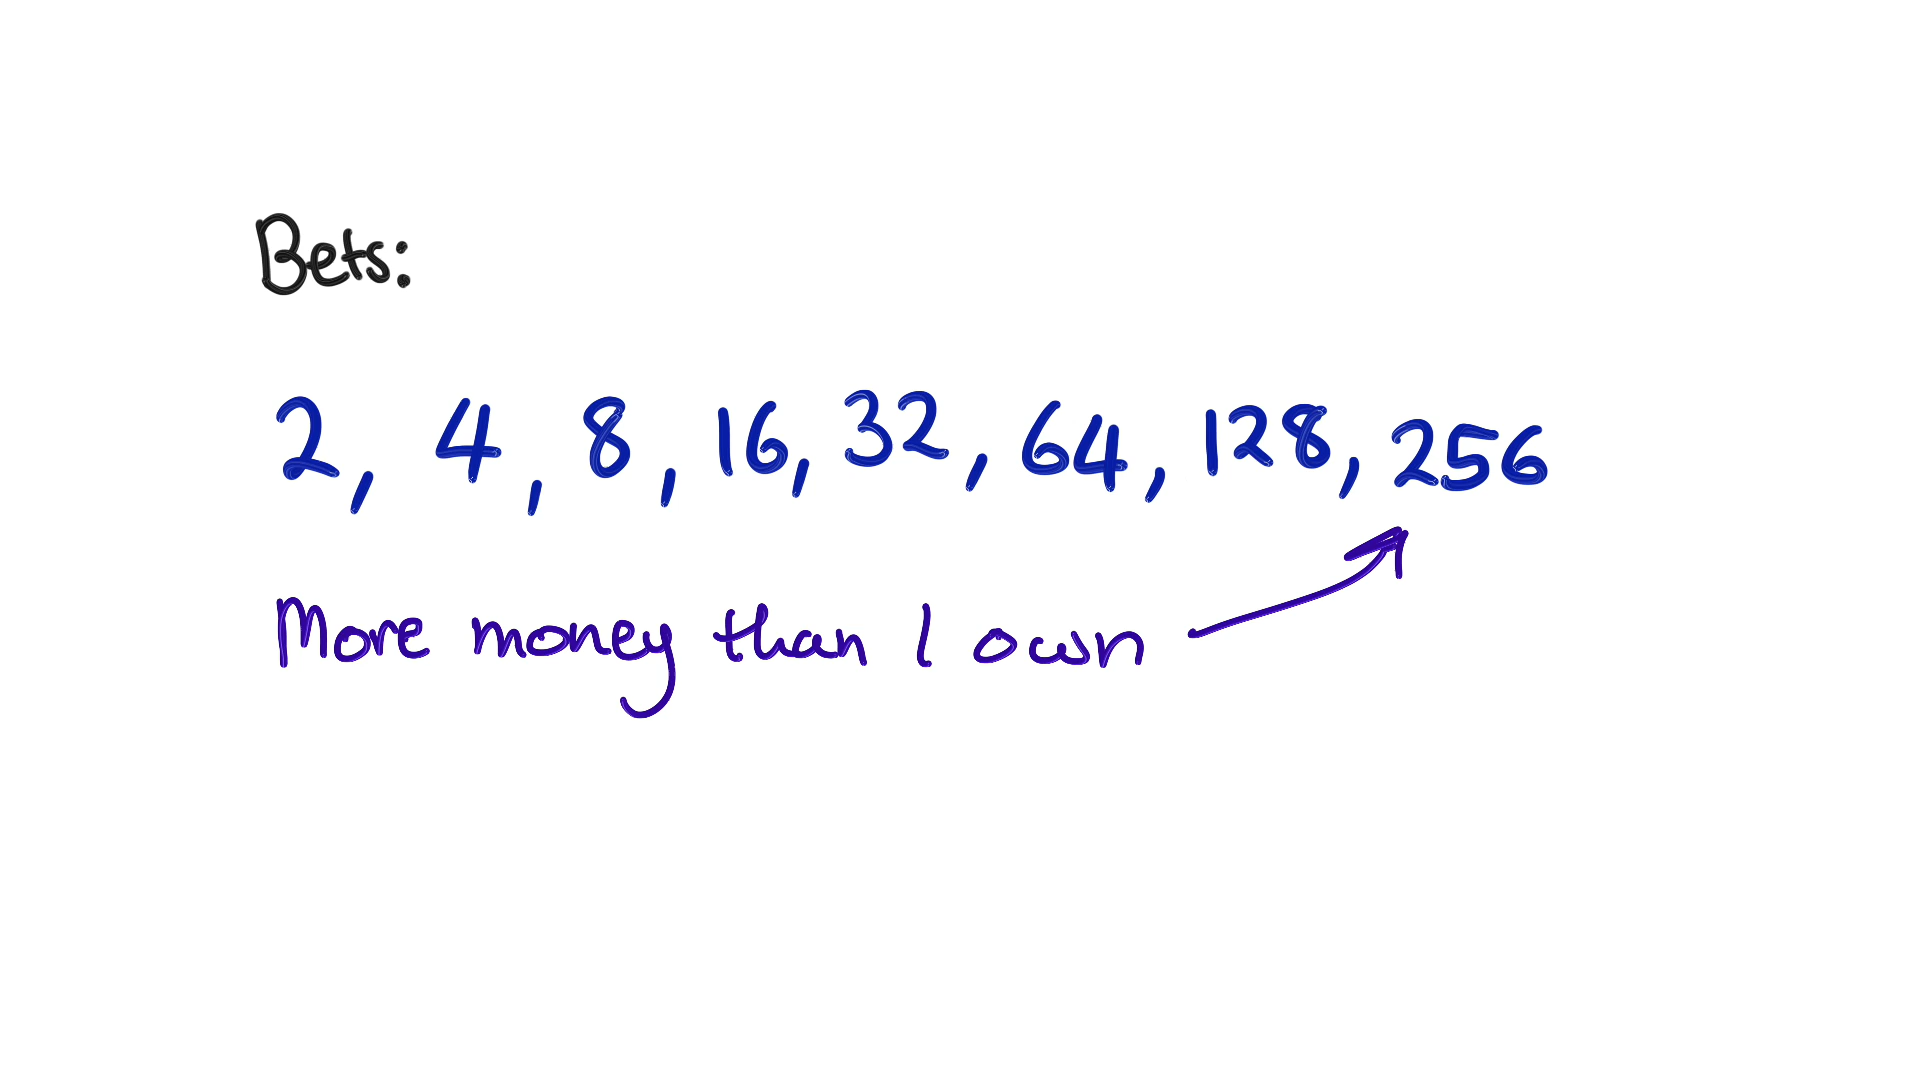 Bets:
2, 4, 8, 16, 32, 64, 128, 256
More money than I own